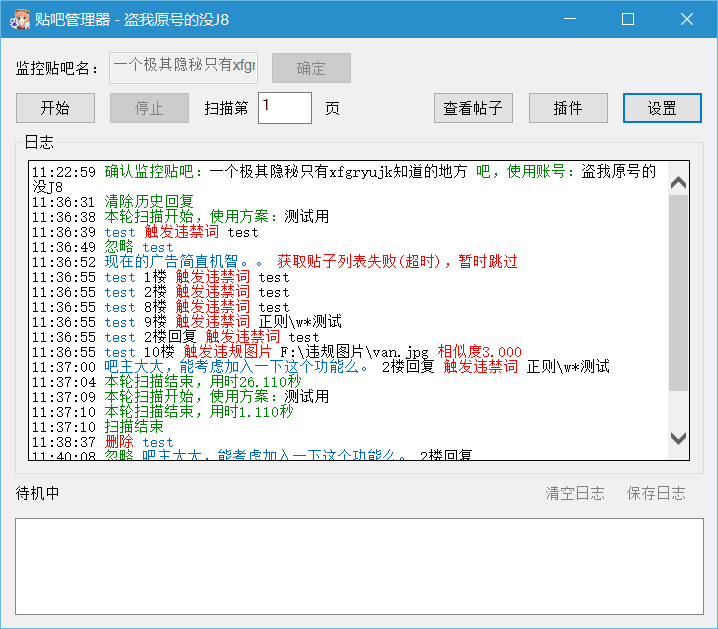 贴吧管理器 - 盗我原号的没J8
监控贴吧名： 一个极其隐秘只有xfgr 确定
开始 停止 扫描第 1 页 查看帖子 插件 设置
日志
11:22:59 确认监控贴吧：一个极其隐秘只有xfgryujk知道的地方 吧，使用账号：盗我原号的
没J8
11:36:31 清除历史回复
11:36:38 本轮扫描开始，使用方案：测试用
11:36:39 test 触发违禁词 test
11:36:49 忽略 test
11:36:52 现在的广告简直机智。。 获取贴子列表失败(超时)，暂时跳过
11:36:55 test 1楼 触发违禁词 test
11:36:55 test 2楼 触发违禁词 test
11:36:55 test 8楼 触发违禁词 test
11:36:55 test 9楼 触发违禁词 正则\w*测试
11:36:55 test 2楼回复 触发违禁词 test
11:36:55 test 10楼 触发违规图片 F:\违规图片\van.jpg 相似度3.000
11:37:00 吧主大大，能考虑加入一下这个功能么。 2楼回复 触发违禁词 正则\w*测试
11:37:04 本轮扫描结束，用时26.110秒
11:37:09 本轮扫描开始，使用方案：测试用
11:37:10 本轮扫描结束，用时1.110秒
11:37:10 扫描结束
11:38:37 删除 test
11:40:08 忽略 吧主大大，能考虑加入一下这个功能么。 2楼回复
待机中 清空日志 保存日志